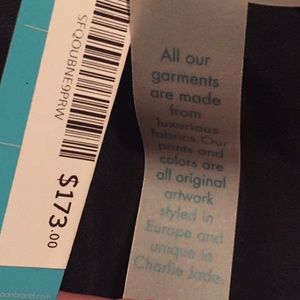 SFQOUBNE9PRW
$173.00
All our
garments
are made
from
luxurious
fabrics. Our
prints and
colors are
all original
artwork
styled in
Europe and
unique to
Charlie Jade.